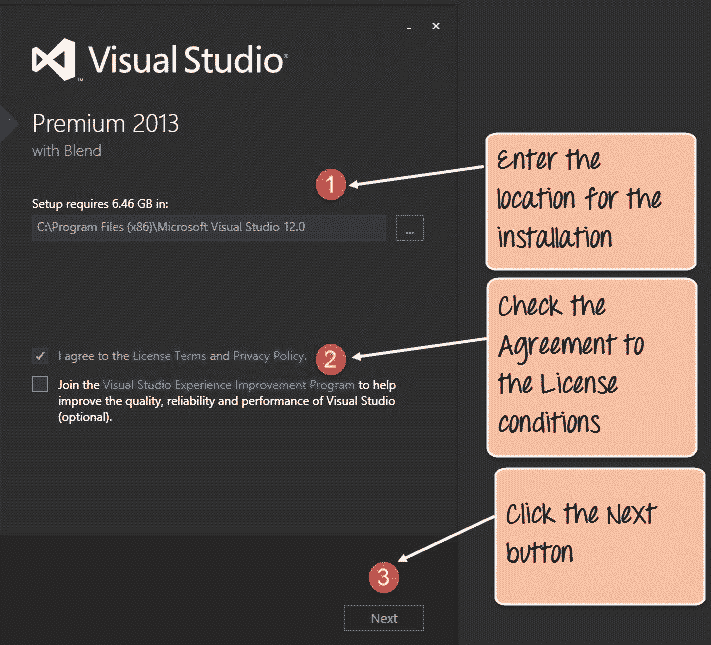 Visual Studio
Premium 2013
with Blend
Setup requires 6.46 GB in:
C:\Program Files (x86)\Microsoft Visual Studio 12.0
...
I agree to the License Terms and Privacy Policy.
Join the Visual Studio Experience Improvement Program to help
improve the quality, reliability and performance of Visual Studio
(optional).
Next
1
Enter the
location for the
installation
2
Check the
Agreement to
the License
conditions
3
Click the Next
button